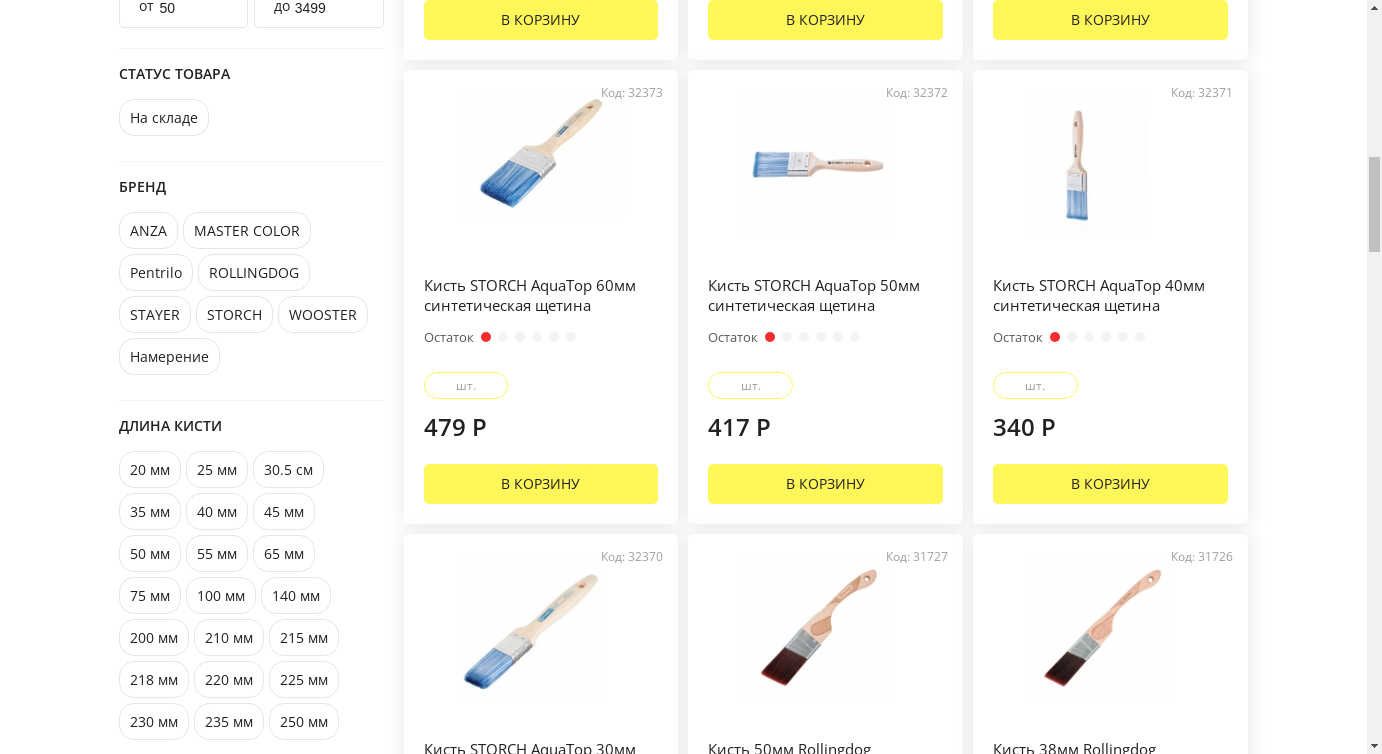 от 50
до 3499
СТАТУС ТОВАРА
На складе
БРЕНД
ANZA
MASTER COLOR
Pentrilo
ROLLINGDOG
STAYER
STORCH
WOOSTER
Намерение
ДЛИНА КИСТИ
20 мм
25 мм
30.5 см
35 мм
40 мм
45 мм
50 мм
55 мм
65 мм
75 мм
100 мм
140 мм
200 мм
210 мм
215 мм
218 мм
220 мм
225 мм
230 мм
235 мм
250 мм
В КОРЗИНУ
В КОРЗИНУ
В КОРЗИНУ
Код: 32373
Кисть STORCH AquaTop 60мм
синтетическая щетина
Остаток
шт.
479 Р
В КОРЗИНУ
Код: 32372
Кисть STORCH AquaTop 50мм
синтетическая щетина
Остаток
шт.
417 Р
В КОРЗИНУ
Код: 32371
Кисть STORCH AquaTop 40мм
синтетическая щетина
Остаток
шт.
340 Р
В КОРЗИНУ
Код: 32370
Кисть STORCH AquaTop 30мм
Код: 31727
Кисть 50мм Rollingdog
Код: 31726
Кисть 38мм Rollingdog